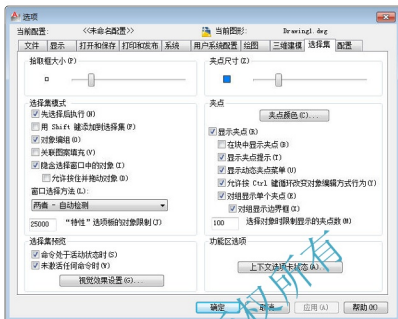 选项
当前配置: <<未命名配置>> 当前图形: Drawing1.dwg
文件 显示 打开和保存 打印和发布 系统 用户系统配置 绘图 三维建模 选择集 配置
拾取框大小(P)
夹点尺寸(Z)
选择集模式
先选择后执行(N)
用 Shift 键添加到选择集(F)
对象编组(O)
关联图案填充(V)
隐含选择窗口中的对象(I)
允许按住并拖动对象(D)
窗口选择方法(L):
两者 - 自动检测
25000 “特性”选项板的对象限制(J)
选择集预览
命令处于活动状态时(S)
未激活任何命令时(W)
视觉效果设置(G)...
夹点
夹点颜色(C)...
显示夹点(R)
在块中显示夹点(B)
显示夹点提示(T)
显示动态夹点菜单(U)
允许按 Ctrl 键循环改变对象编辑方式行为(Y)
对组显示单个夹点(E)
对组显示边界框(X)
100 选择对象时限制显示的夹点数(M)
功能区选项
上下文选项卡状态(A)...
确定 取消 应用(A) 帮助(H)
权所有